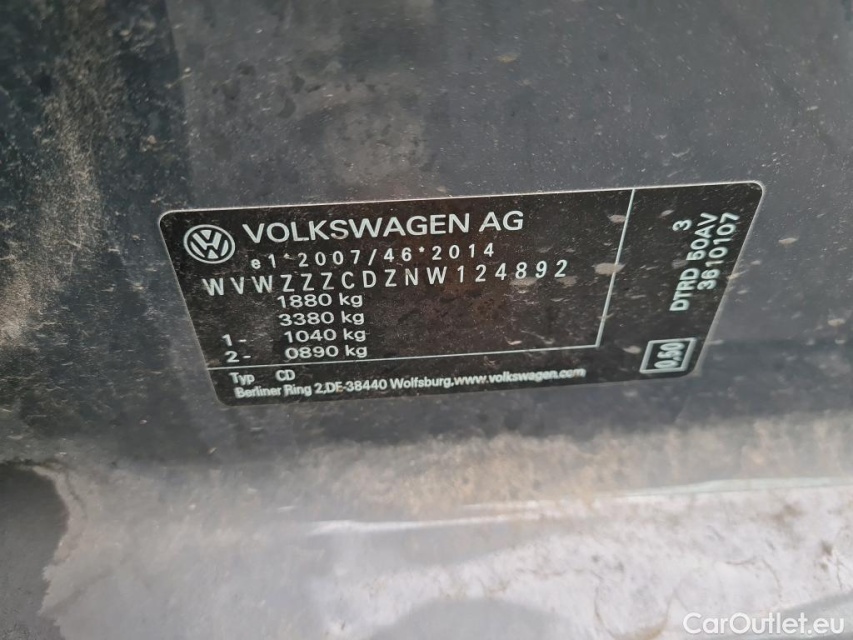 VOLKSWAGEN AG
e1*2007/46*2014
WVWZZZCDZNW124892
1880 kg
3380 kg
1- 1040 kg
2- 0890 kg
Typ CD
Berliner Ring 2,DE-38440 Wolfsburg,www.volkswagen.com
3
DTRD 50AV
3610107
0.50
CarOutlet.eu